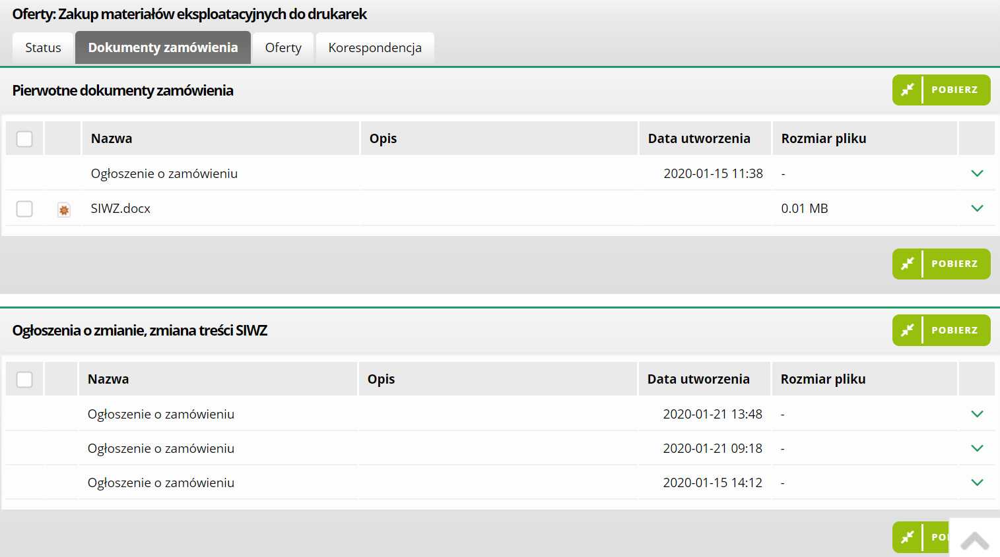 Oferty: Zakup materiałów eksploatacyjnych do drukarek
Status Dokumenty zamówienia Oferty Korespondencja
Pierwotne dokumenty zamówienia POBIERZ
Nazwa Opis Data utworzenia Rozmiar pliku
Ogłoszenie o zamówieniu 2020-01-15 11:38 -
SIWZ.docx 0.01 MB
POBIERZ
Ogłoszenia o zmianie, zmiana treści SIWZ POBIERZ
Nazwa Opis Data utworzenia Rozmiar pliku
Ogłoszenie o zamówieniu 2020-01-21 13:48 -
Ogłoszenie o zamówieniu 2020-01-21 09:18 -
Ogłoszenie o zamówieniu 2020-01-15 14:12 -